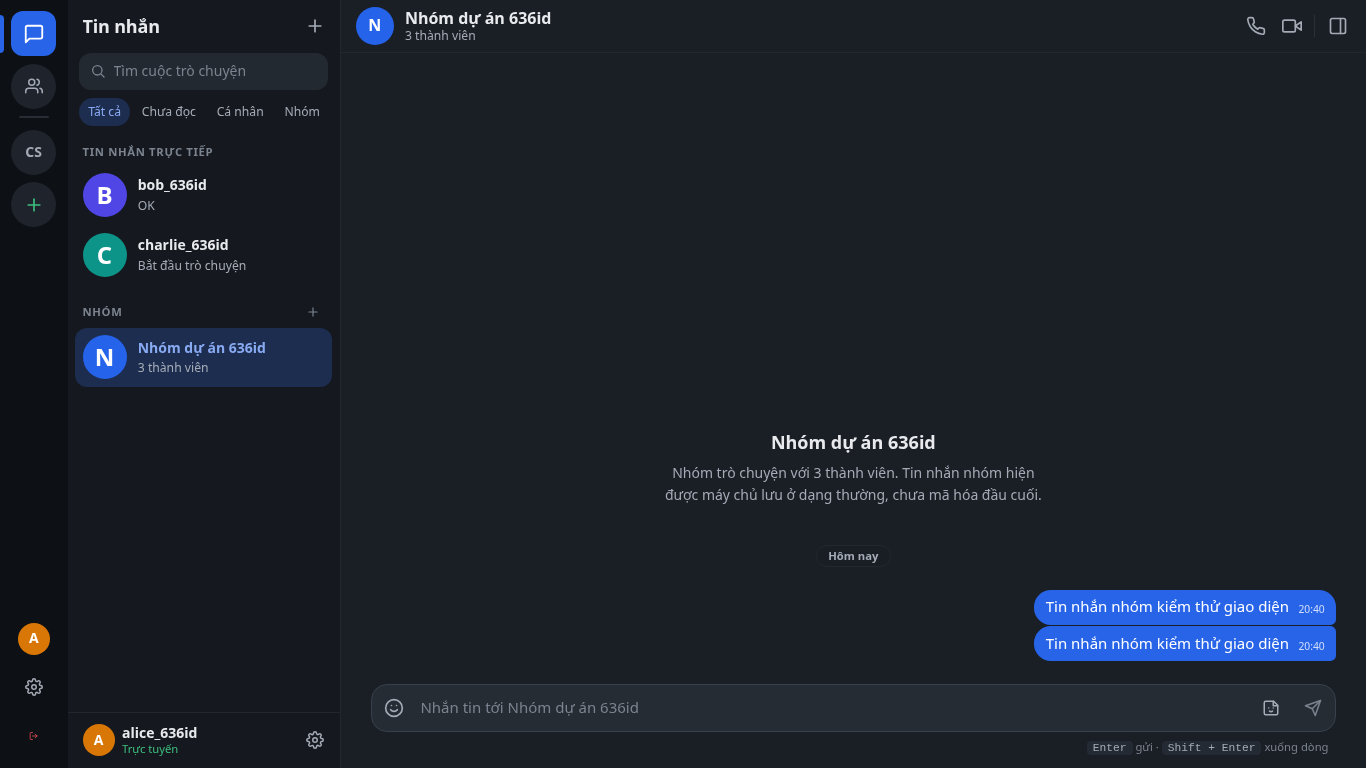 Tin nhắn
Tìm cuộc trò chuyện
Tất cả
Chưa đọc
Cá nhân
Nhóm
CS
TIN NHẮN TRỰC TIẾP
B
bob_636id
OK
C
charlie_636id
Bắt đầu trò chuyện
NHÓM
N
Nhóm dự án 636id
3 thành viên
A
A
alice_636id
Trực tuyến
N
Nhóm dự án 636id
3 thành viên
Nhóm dự án 636id
Nhóm trò chuyện với 3 thành viên. Tin nhắn nhóm hiện
được máy chủ lưu ở dạng thường, chưa mã hóa đầu cuối.
Hôm nay
Tin nhắn nhóm kiểm thử giao diện 20:40
Tin nhắn nhóm kiểm thử giao diện 20:40
Nhắn tin tới Nhóm dự án 636id
Enter gửi · Shift + Enter xuống dòng